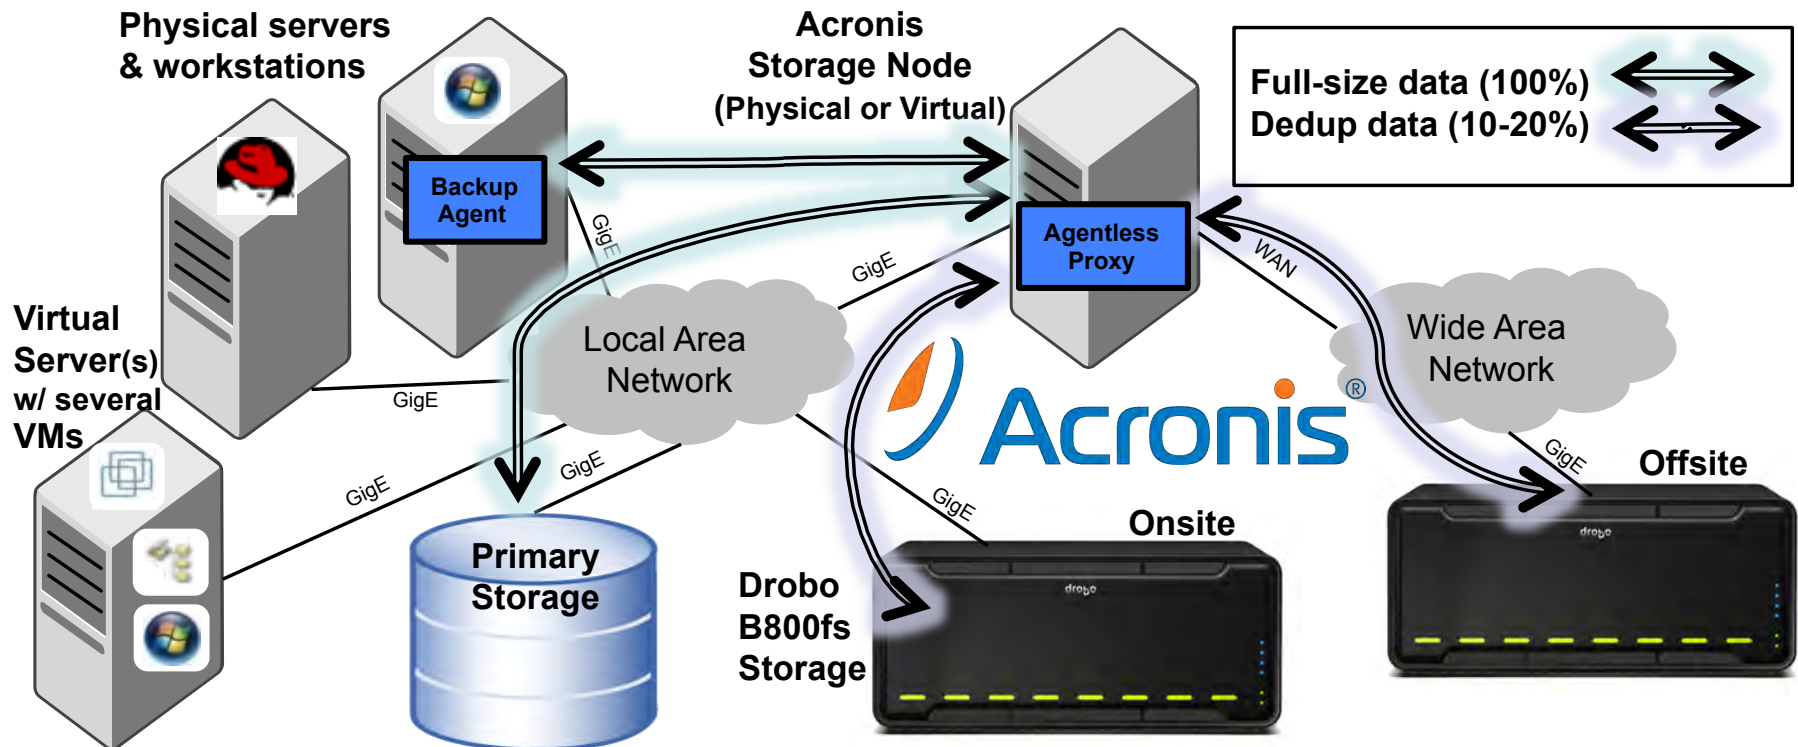 Physical servers
& workstations
Acronis
Storage Node
(Physical or Virtual)
Full-size data (100%)
Dedup data (10-20%)
Backup
Agent
Agentless
Proxy
GigE
GigE
WAN
Virtual
Server(s)
w/ several
VMs
Local Area
Network
Wide Area
Network
GigE
Acronis®
GigE
GigE
GigE
GigE
Offsite
Onsite
Primary
Storage
Drobo
B800fs
Storage
drobo
drobo